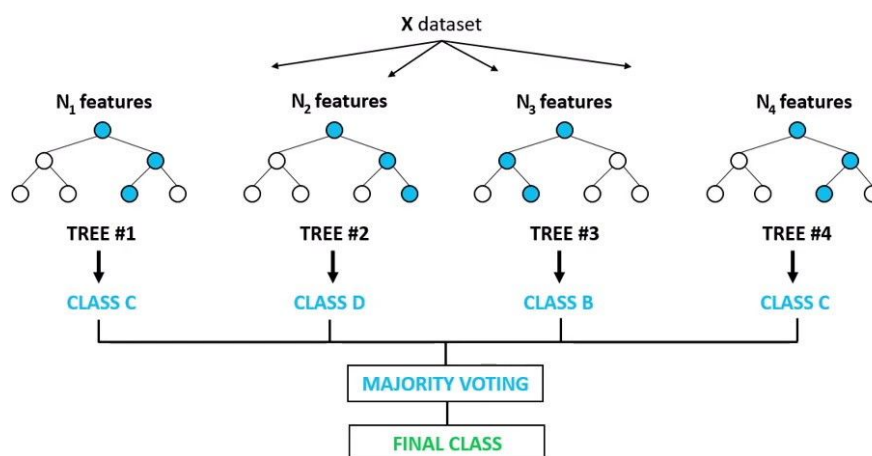 X dataset
N₁ features N₂ features N₃ features N₄ features
TREE #1 TREE #2 TREE #3 TREE #4
CLASS C CLASS D CLASS B CLASS C
MAJORITY VOTING
FINAL CLASS